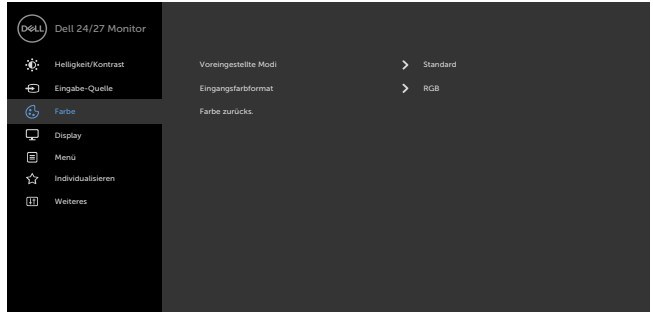 DELL Dell 24/27 Monitor
Helligkeit/Kontrast Voreingestellte Modi Standard
Eingabe-Quelle Eingangsfarbformat RGB
Farbe Farbe zurücks.
Display
Menü
Individualisieren
Weiteres